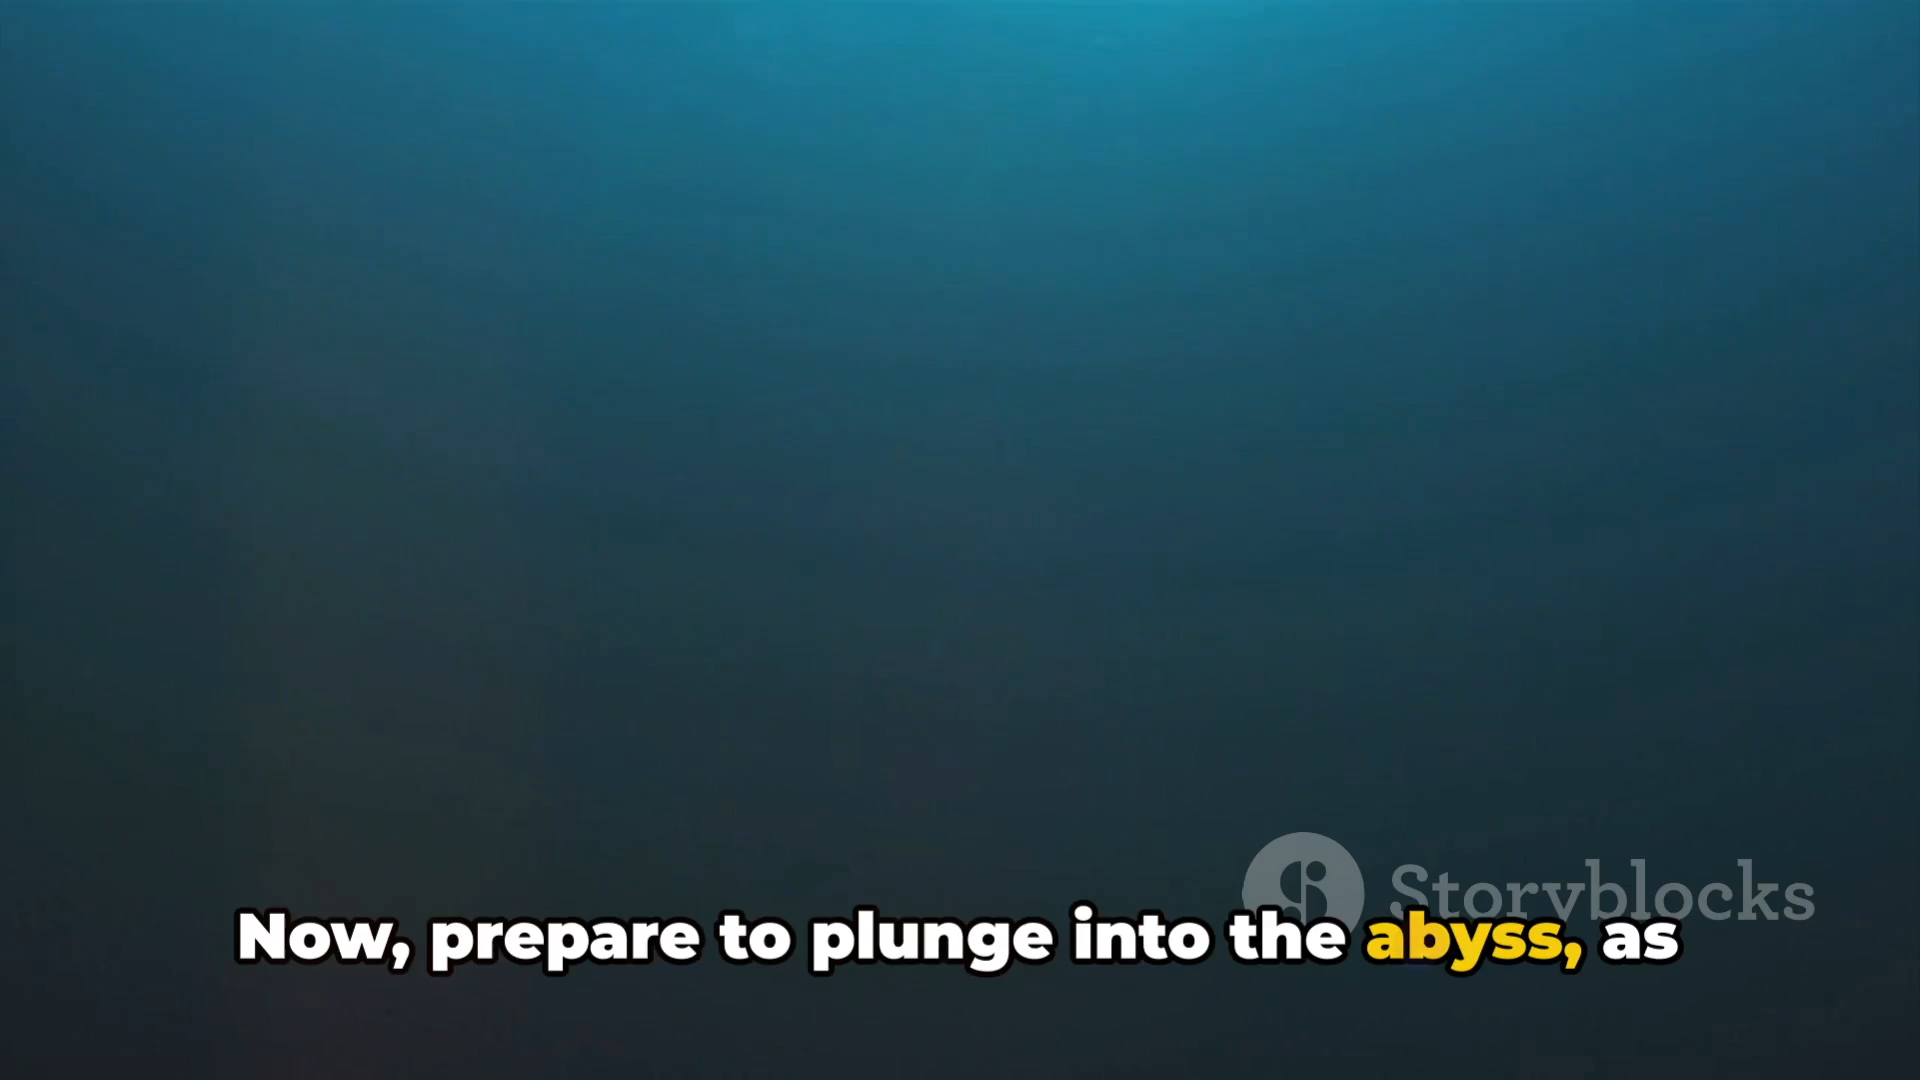 Storyblocks
Now, prepare to plunge into the abyss, as